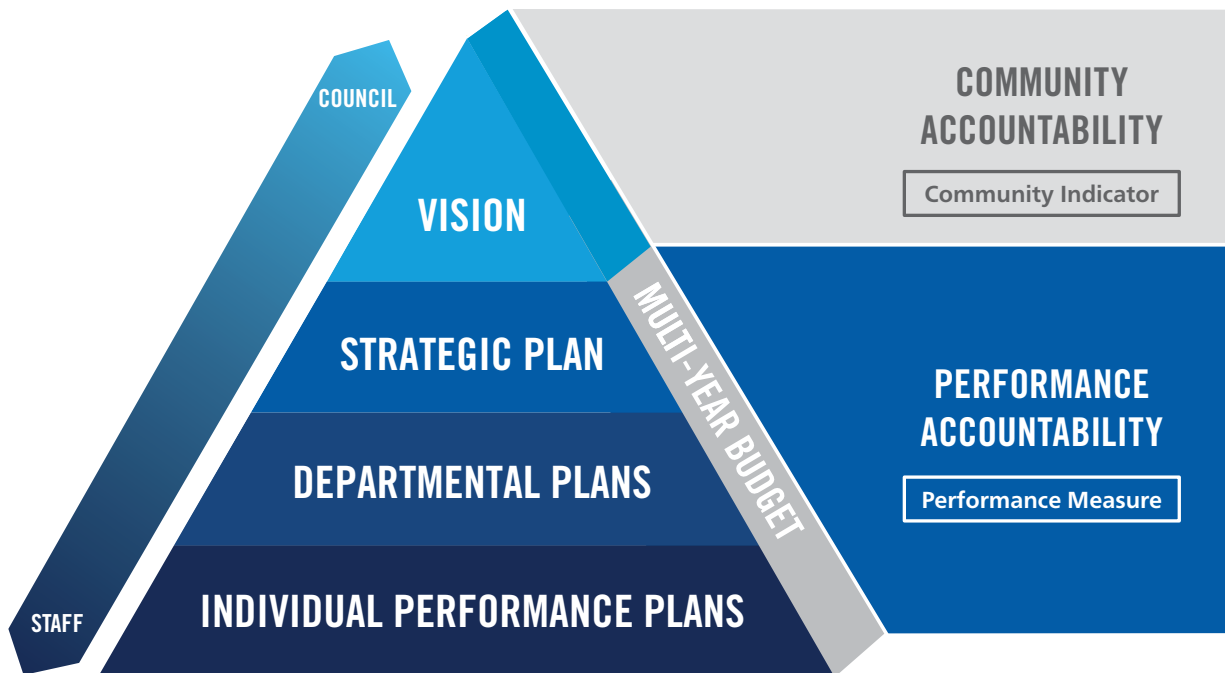 COUNCIL
STAFF
VISION
STRATEGIC PLAN
DEPARTMENTAL PLANS
INDIVIDUAL PERFORMANCE PLANS
MULTI-YEAR BUDGET
COMMUNITY
ACCOUNTABILITY
Community Indicator
PERFORMANCE
ACCOUNTABILITY
Performance Measure